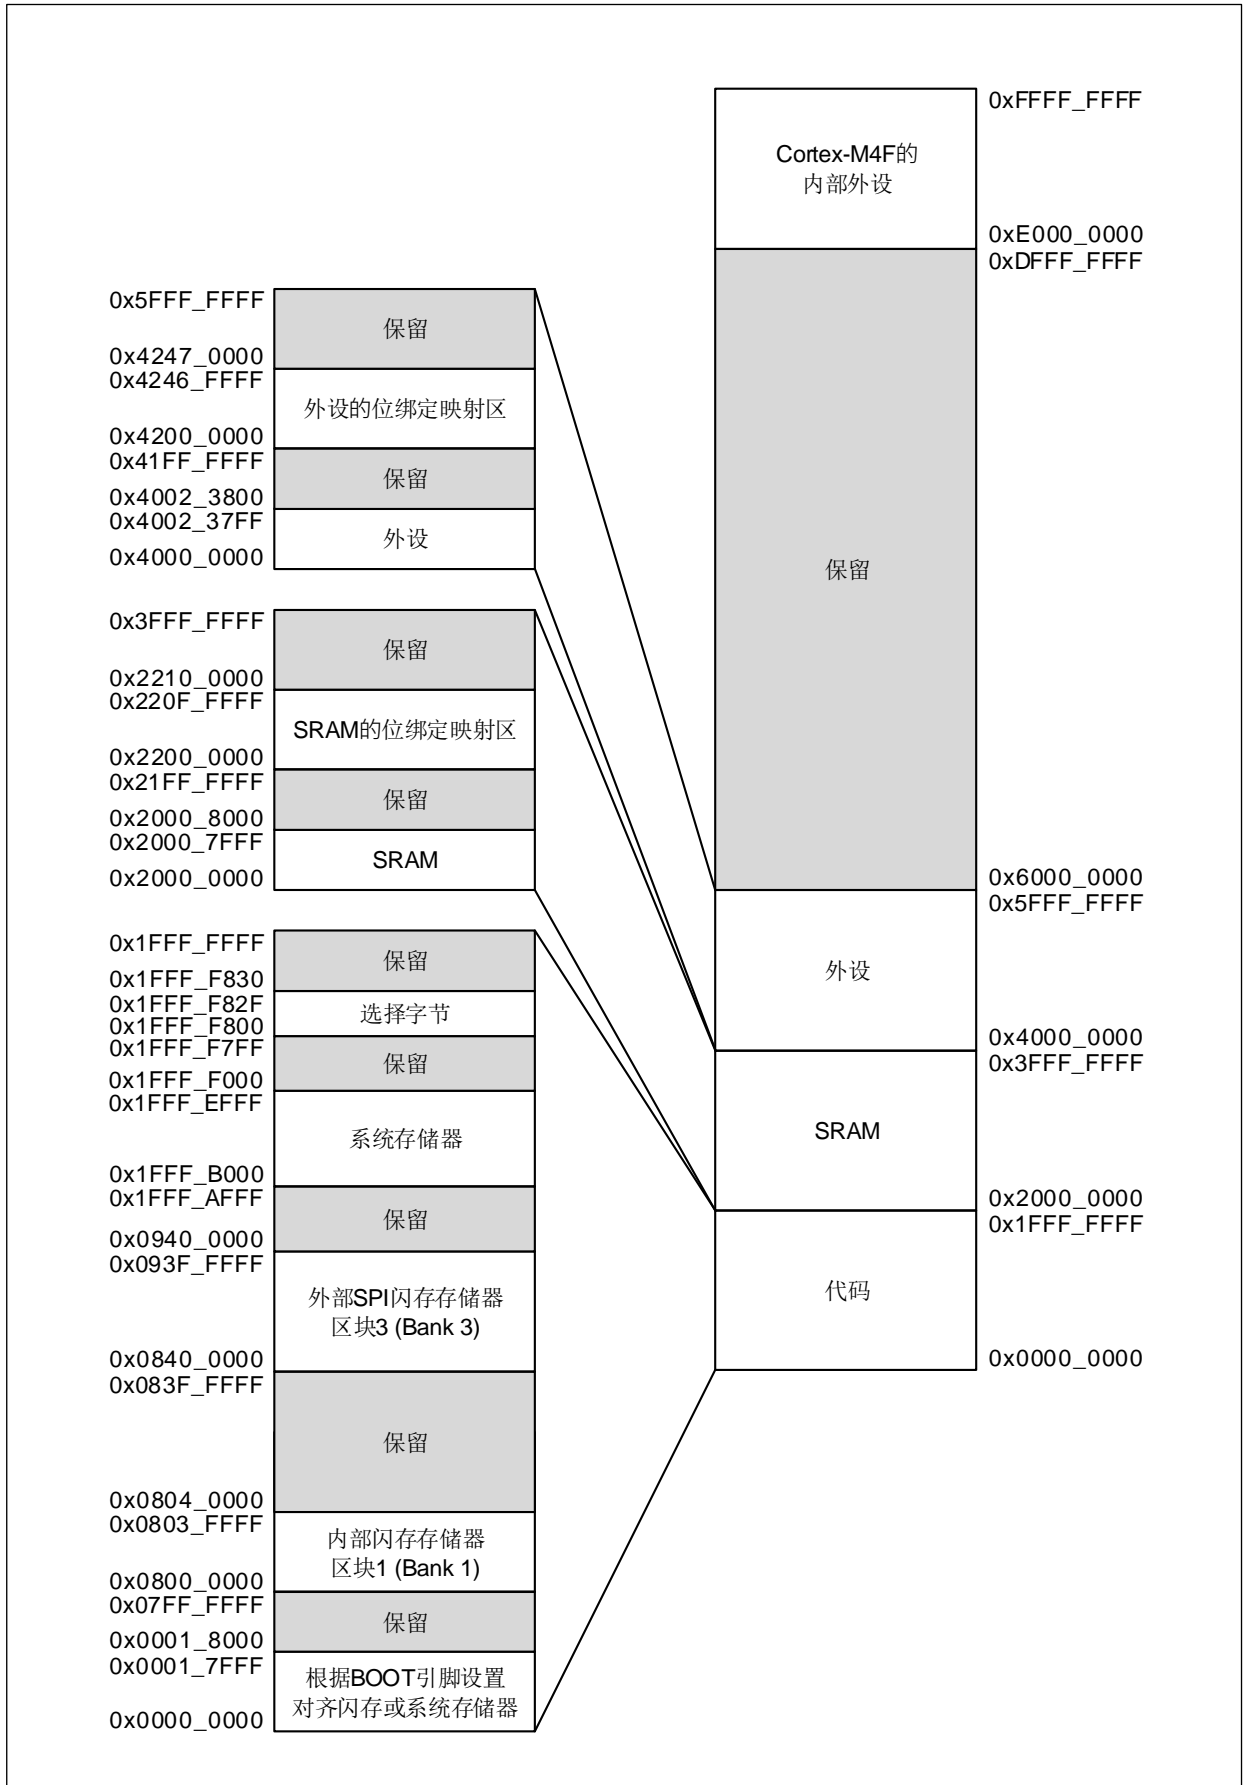 0xFFFF_FFFF
Cortex-M4F的
内部外设
0xE000_0000
0xDFFF_FFFF
保留
0x6000_0000
0x5FFF_FFFF
外设
0x4000_0000
0x3FFF_FFFF
SRAM
0x2000_0000
0x1FFF_FFFF
代码
0x0000_0000
0x5FFF_FFFF
保留
0x4247_0000
0x4246_FFFF
外设的位绑定映射区
0x4200_0000
0x41FF_FFFF
保留
0x4002_3800
0x4002_37FF
外设
0x4000_0000
0x3FFF_FFFF
保留
0x2210_0000
0x220F_FFFF
SRAM的位绑定映射区
0x2200_0000
0x21FF_FFFF
保留
0x2000_8000
0x2000_7FFF
SRAM
0x2000_0000
0x1FFF_FFFF
保留
0x1FFF_F830
0x1FFF_F82F
选择字节
0x1FFF_F800
0x1FFF_F7FF
保留
0x1FFF_F000
0x1FFF_EFFF
系统存储器
0x1FFF_B000
0x1FFF_AFFF
保留
0x0940_0000
0x093F_FFFF
外部SPI闪存存储器
区块3 (Bank 3)
0x0840_0000
0x083F_FFFF
保留
0x0804_0000
0x0803_FFFF
内部闪存存储器
区块1 (Bank 1)
0x0800_0000
0x07FF_FFFF
保留
0x0001_8000
0x0001_7FFF
根据BOOT引脚设置
对齐闪存或系统存储器
0x0000_0000